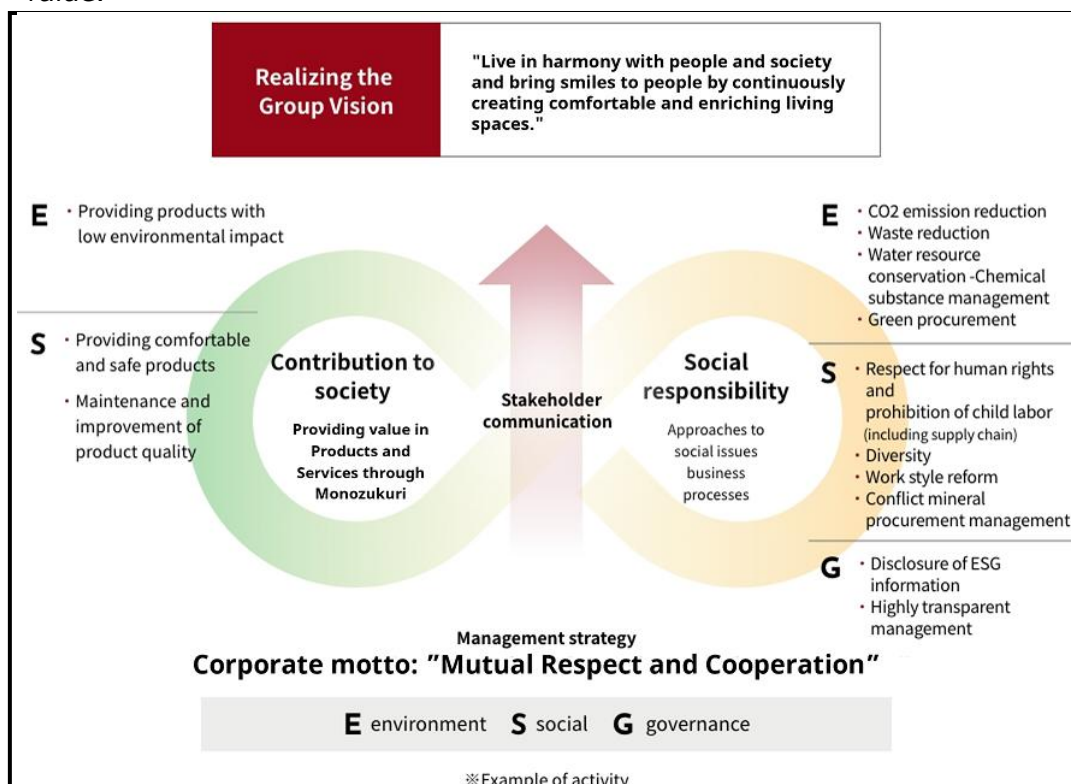 Realizing the
Group Vision
"Live in harmony with people and society
and bring smiles to people by continuously
creating comfortable and enriching living
spaces."
E
・Providing products with
low environmental impact
S
・Providing comfortable
and safe products
・Maintenance and
improvement of
product quality
Contribution to
society
Providing value in
Products and
Services through
Monozukuri
Stakeholder
communication
Social
responsibility
Approaches to
social issues
business
processes
E
・CO2 emission reduction
・Waste reduction
・Water resource
conservation -Chemical
substance management
・Green procurement
S
・Respect for human rights
and
prohibition of child labor
(including supply chain)
・Diversity
・Work style reform
・Conflict mineral
procurement management
G
・Disclosure of ESG
information
・Highly transparent
management
Management strategy
Corporate motto: ”Mutual Respect and Cooperation”
E environment S social G governance
※Example of activity